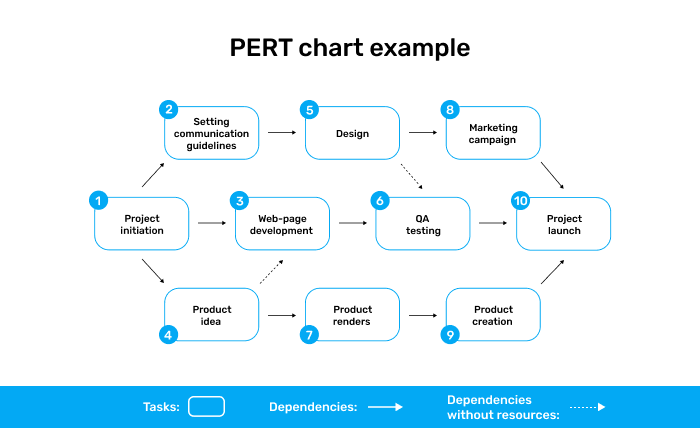 PERT chart example
2
Setting
communication
guidelines
5
Design
8
Marketing
campaign
1
Project
initiation
3
Web-page
development
6
QA
testing
10
Project
launch
4
Product
idea
7
Product
renders
9
Product
creation
Tasks:
Dependencies:
Dependencies
without resources: